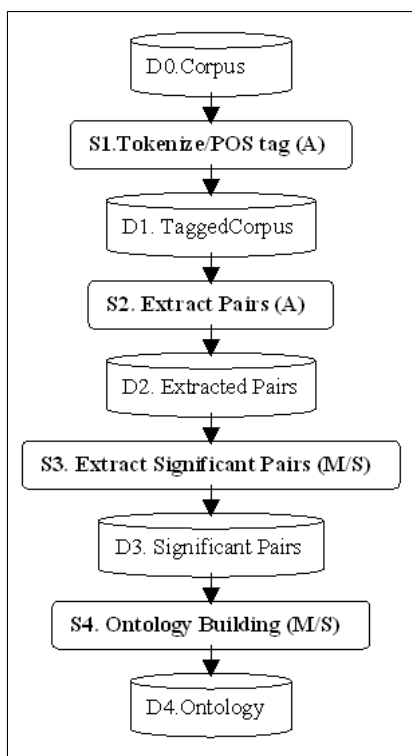 D0.Corpus
S1.Tokenize/POS tag (A)
D1. TaggedCorpus
S2. Extract Pairs (A)
D2. Extracted Pairs
S3. Extract Significant Pairs (M/S)
D3. Significant Pairs
S4. Ontology Building (M/S)
D4.Ontology